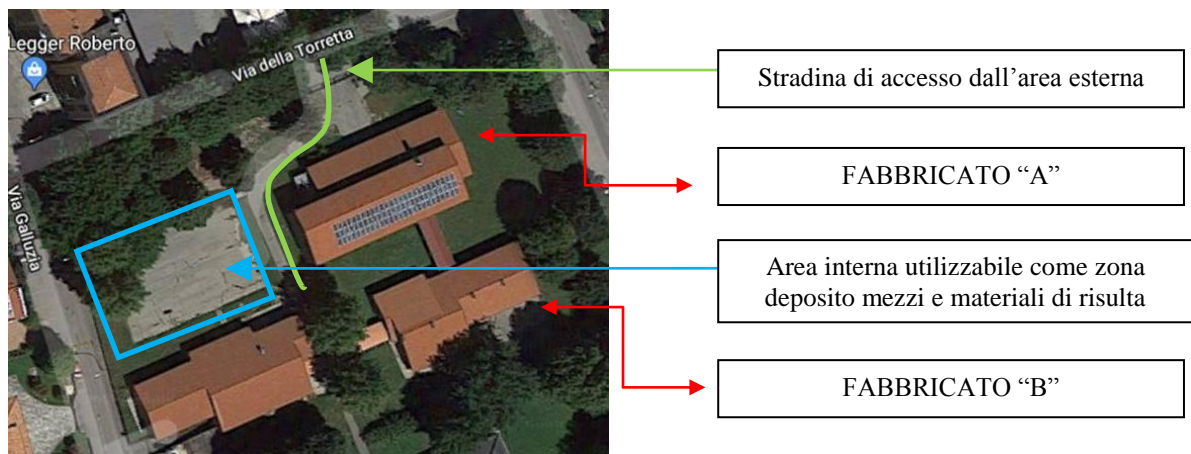 Legger Roberto
Via della Torretta
Via Galluzia
Stradina di accesso dall’area esterna
FABBRICATO “A”
Area interna utilizzabile come zona
deposito mezzi e materiali di risulta
FABBRICATO “B”